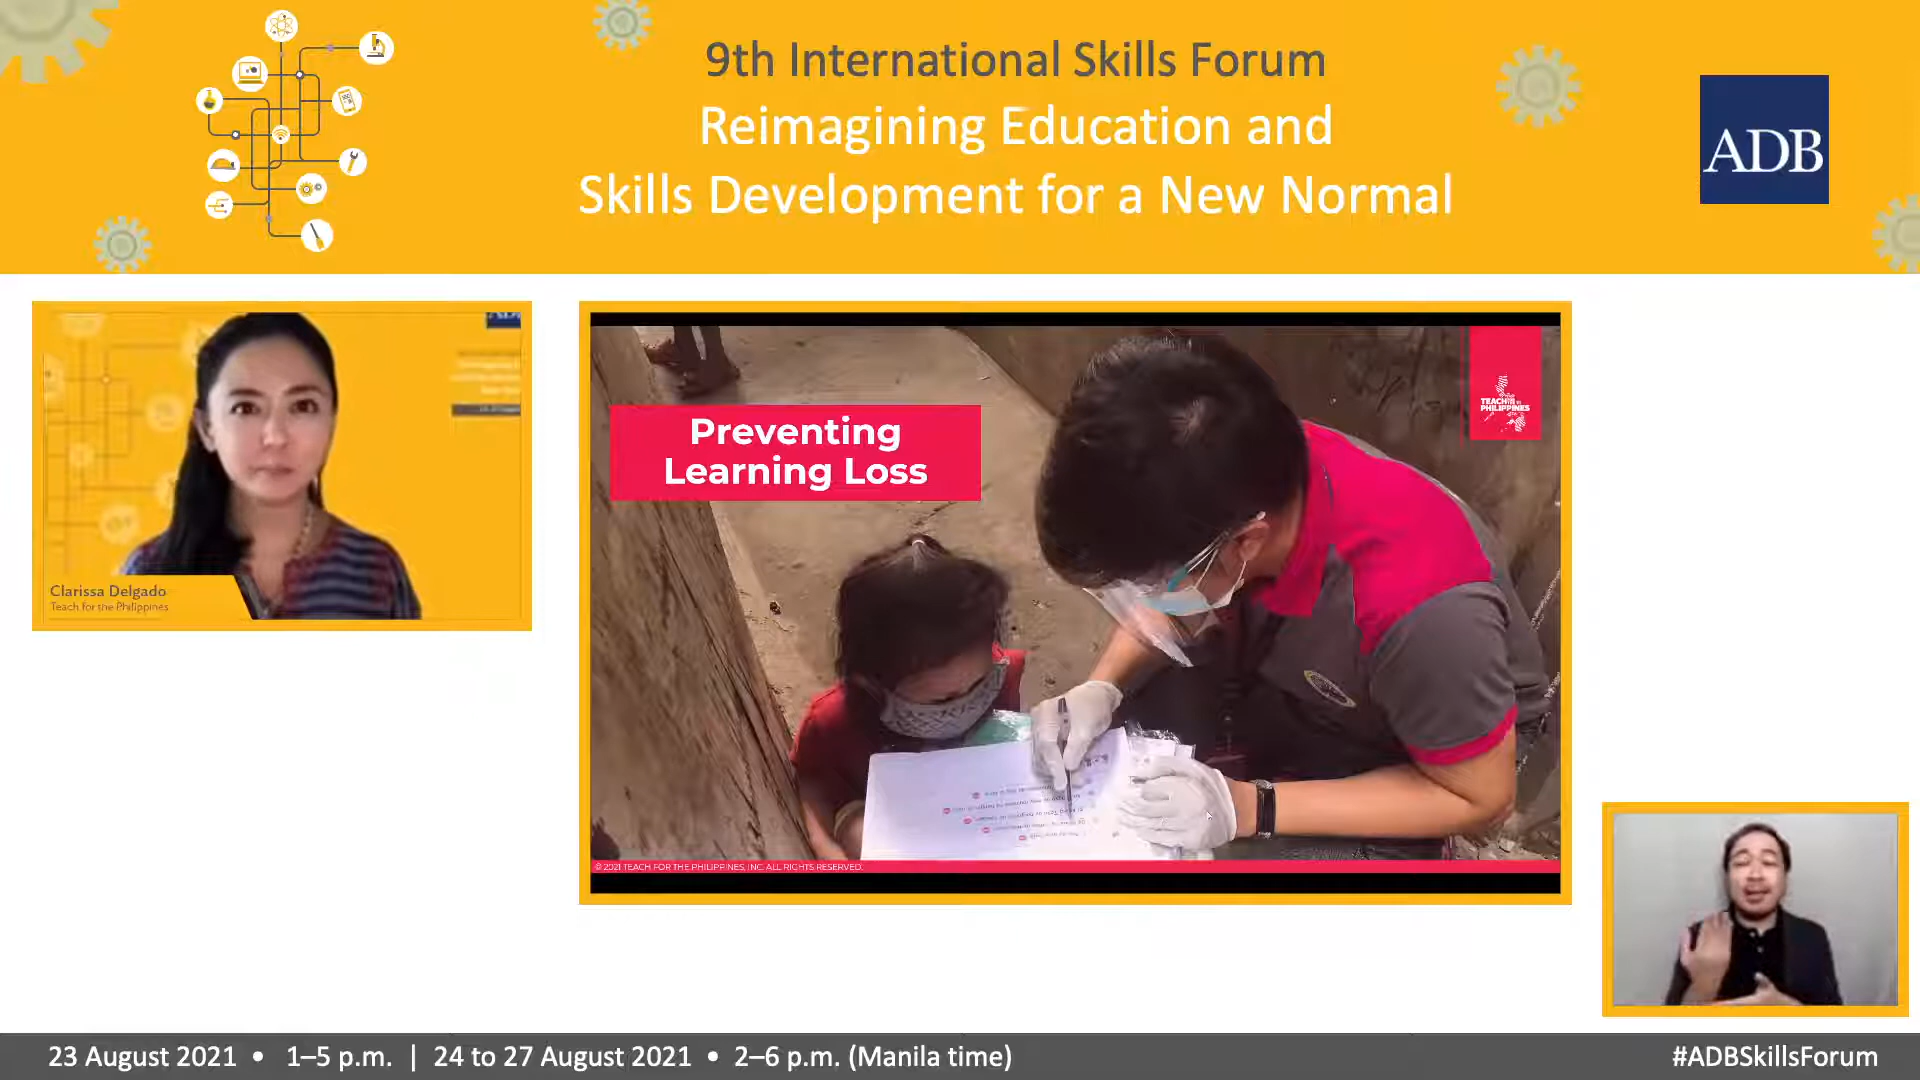 9th International Skills Forum
Reimagining Education and
Skills Development for a New Normal
ADB
Clarissa Delgado
Teach for the Philippines
Preventing
Learning Loss
TEACH
PHILIPPINES
© 2021 TEACH FOR THE PHILIPPINES, INC. ALL RIGHTS RESERVED.
23 August 2021 • 1–5 p.m. | 24 to 27 August 2021 • 2–6 p.m. (Manila time)
#ADBSkillsForum